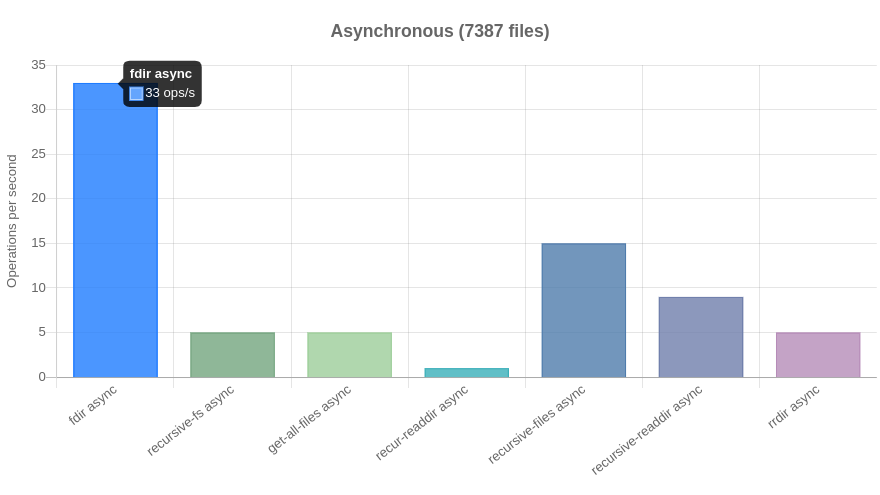 Asynchronous (7387 files)
fdir async
33 ops/s
Operations per second
35
30
25
20
15
10
5
0
fdir async
recursive-fs async
get-all-files async
recur-readdir async
recursive-files async
recursive-readdir async
rrdir async